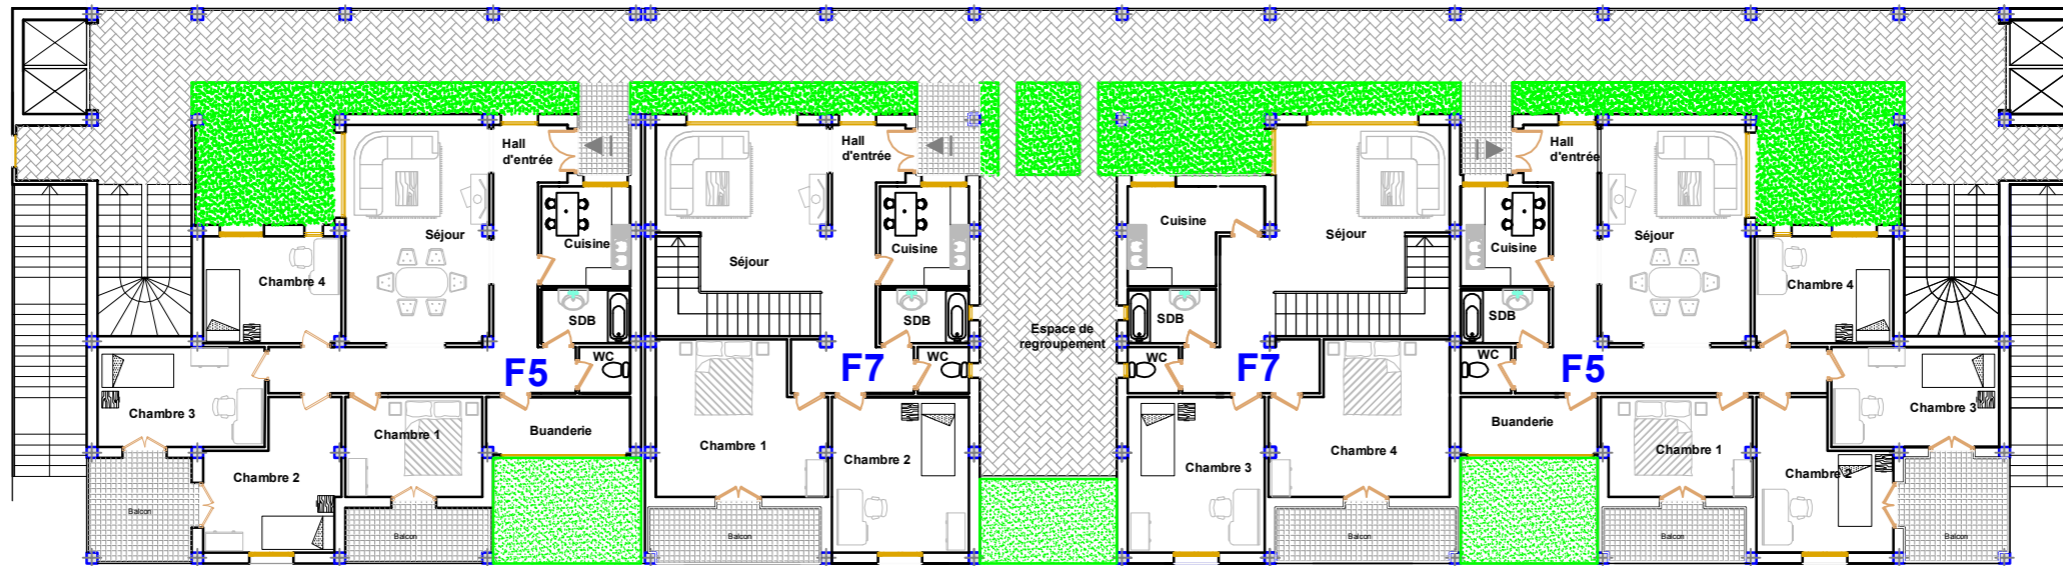 Hall
d'entrée
Séjour
Cuisine
Chambre 4
SDB
WC
F5
Chambre 3
Chambre 1
Buanderie
Chambre 2
Balcon
Balcon
Hall
d'entrée
Cuisine
Séjour
SDB
WC
F7
Chambre 1
Chambre 2
Balcon
Espace de
regroupement
Cuisine
Séjour
SDB
WC
F7
Chambre 3
Chambre 4
Balcon
Hall
d'entrée
Cuisine
Séjour
Chambre 4
SDB
WC
F5
Buanderie
Chambre 1
Chambre 3
Chambre 2
Balcon
Balcon